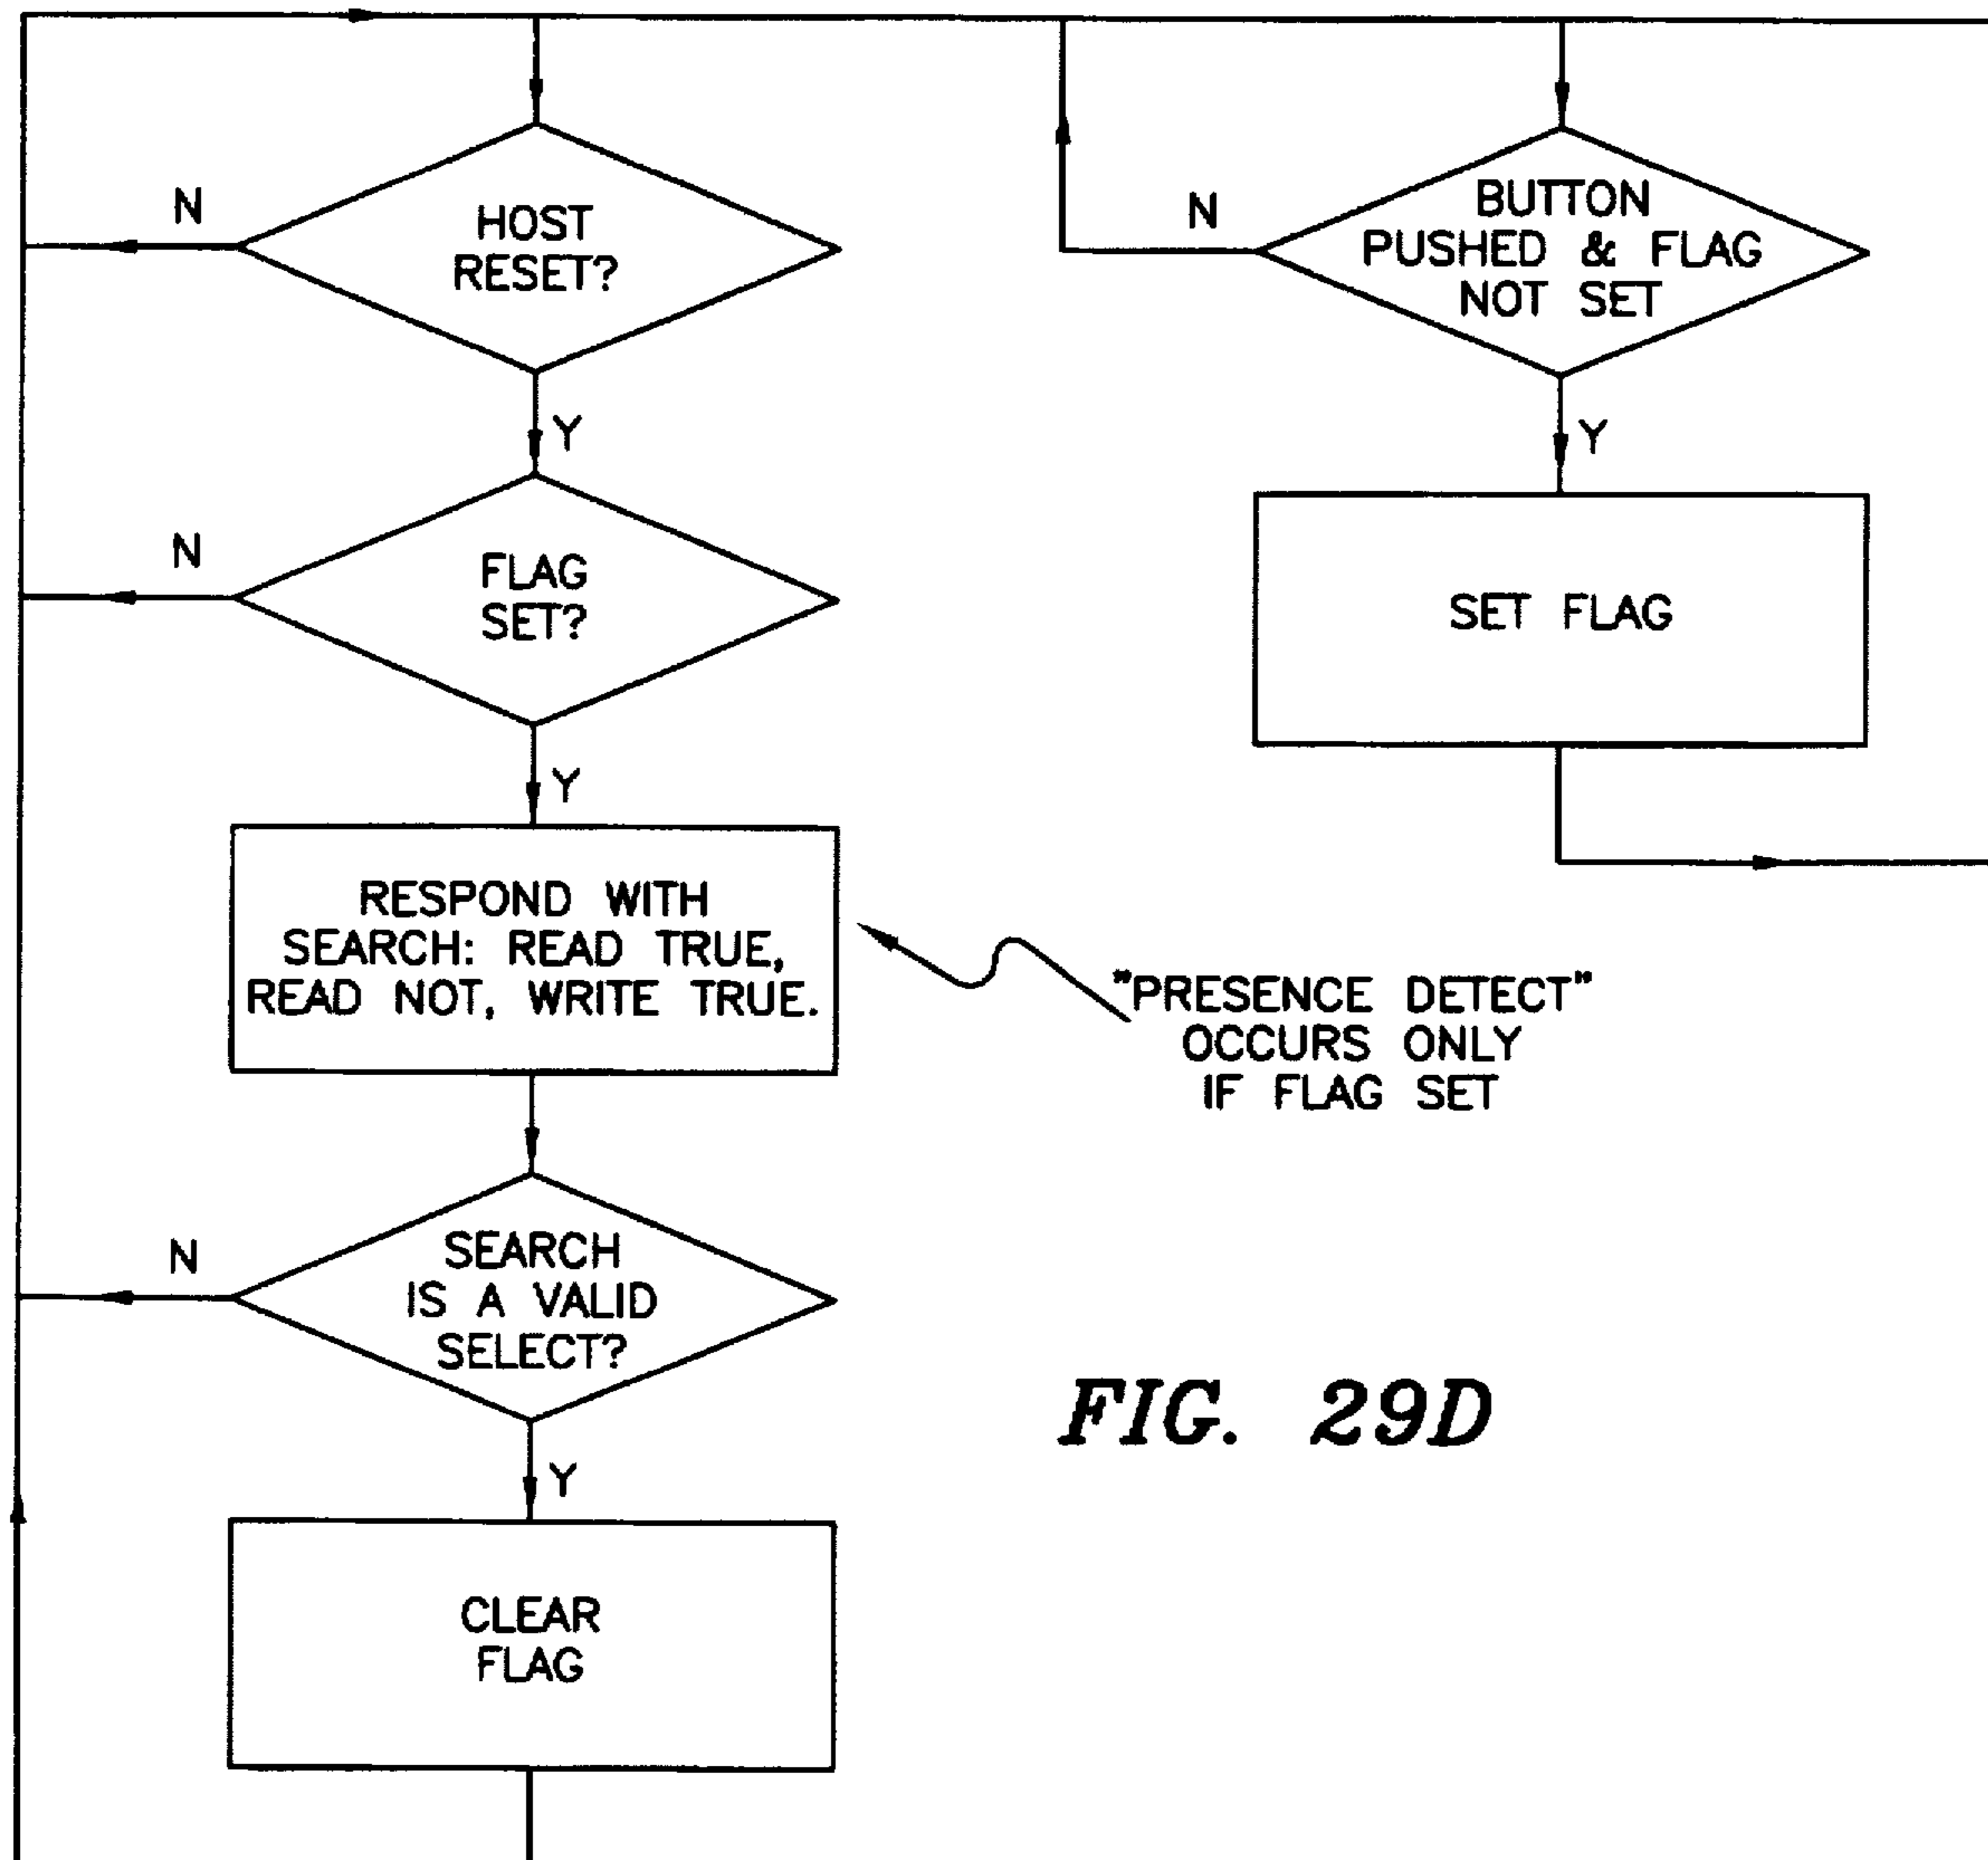 N
HOST
RESET?
Y
N
FLAG
SET?
Y
RESPOND WITH
SEARCH: READ TRUE,
READ NOT, WRITE TRUE.
N
SEARCH
IS A VALID
SELECT?
Y
CLEAR
FLAG
N
BUTTON
PUSHED & FLAG
NOT SET
Y
SET FLAG
"PRESENCE DETECT"
OCCURS ONLY
IF FLAG SET
FIG. 29D